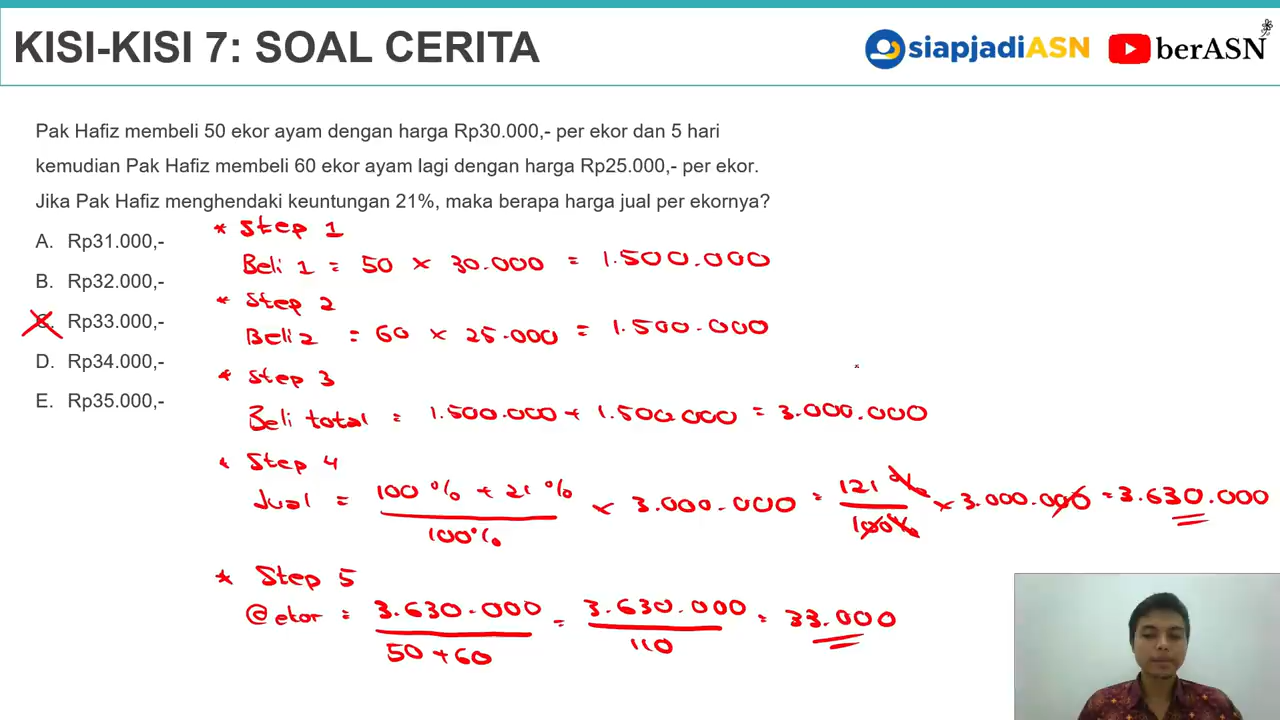 KISI-KISI 7: SOAL CERITA
siapjadiASN
berASN
Pak Hafiz membeli 50 ekor ayam dengan harga Rp30.000,- per ekor dan 5 hari
kemudian Pak Hafiz membeli 60 ekor ayam lagi dengan harga Rp25.000,- per ekor.
Jika Pak Hafiz menghendaki keuntungan 21%, maka berapa harga jual per ekornya?
A. Rp31.000,-
B. Rp32.000,-
C. Rp33.000,-
D. Rp34.000,-
E. Rp35.000,-
* Step 1
Beli 1 = 50 × 30.000 = 1.500.000
* Step 2
Beli 2 = 60 × 25.000 = 1.500.000
* Step 3
Beli total = 1.500.000 + 1.500.000 = 3.000.000
* Step 4
Jual = 100% + 21% / 100% × 3.000.000 = 121% / 100% × 3.000.000 = 3.630.000
* Step 5
@ekor = 3.630.000 / 50 + 60 = 3.630.000 / 110 = 33.000